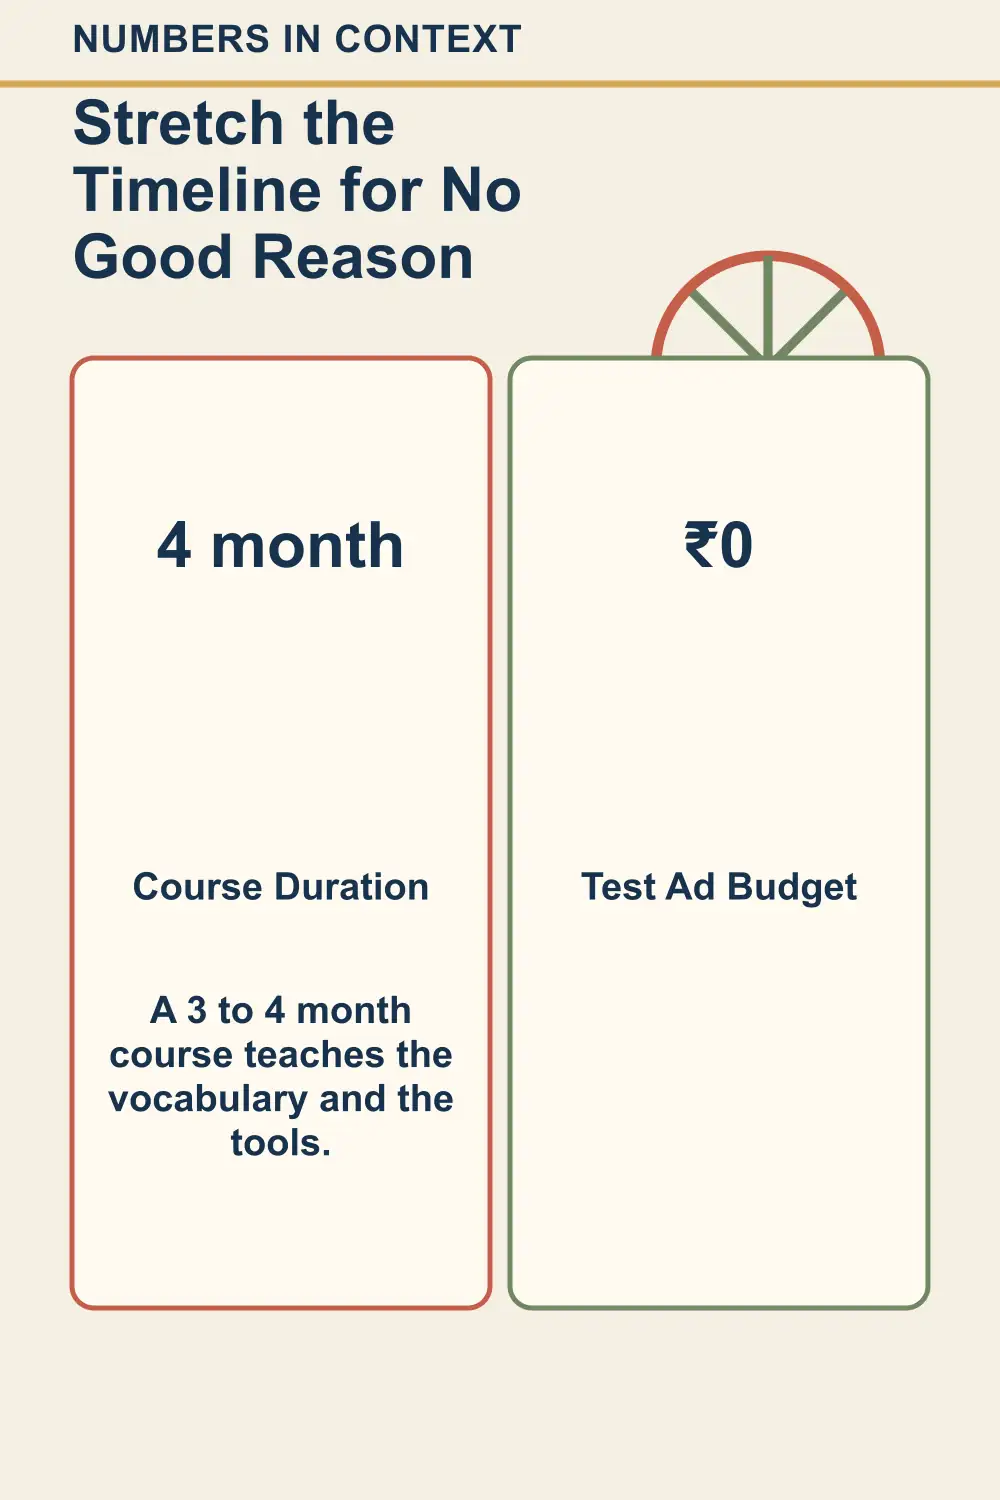 NUMBERS IN CONTEXT
Stretch the
Timeline for No
Good Reason
4 month
₹0
Course Duration
Test Ad Budget
A 3 to 4 month
course teaches the
vocabulary and the
tools.